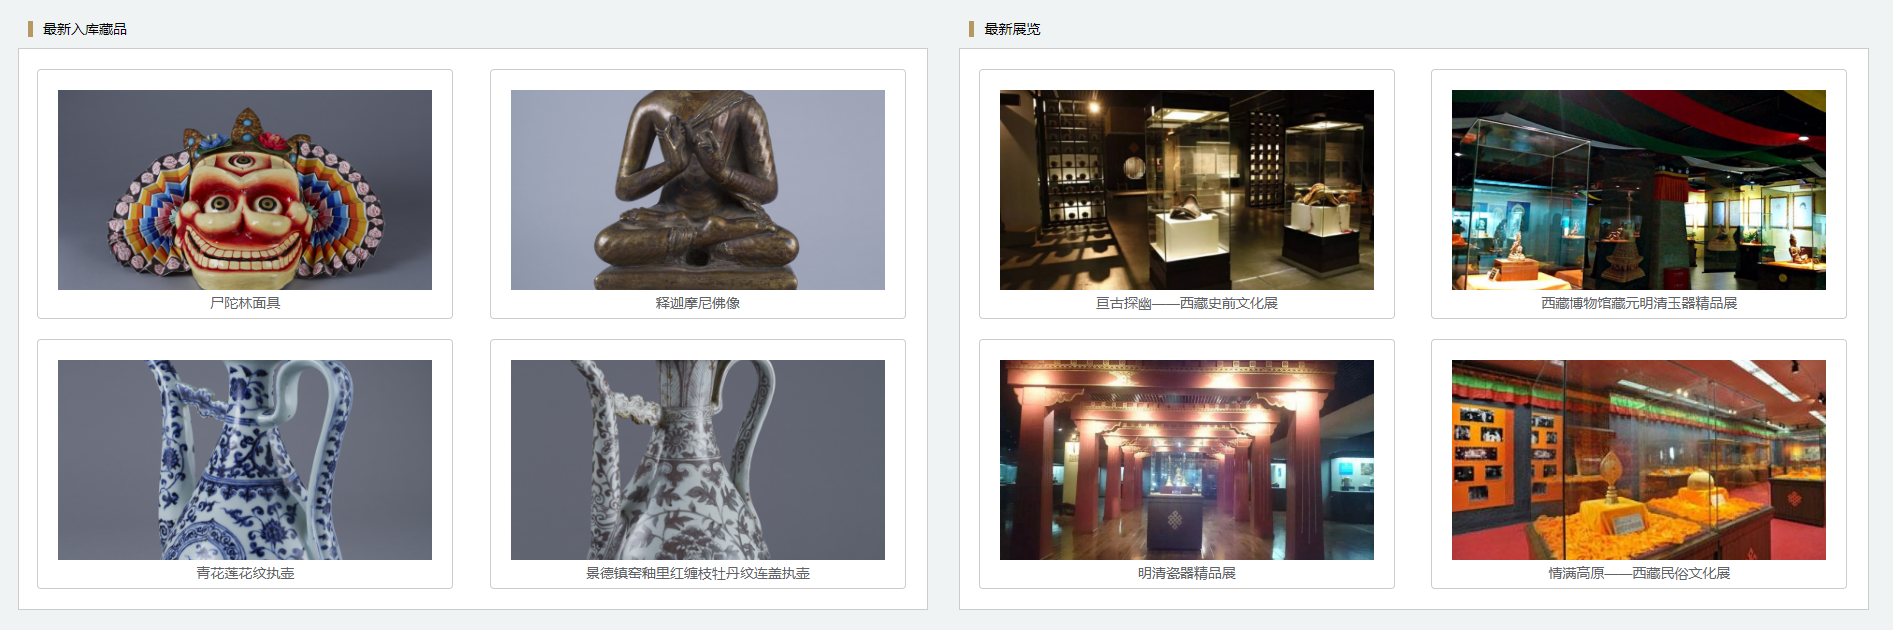 最新入库藏品
尸陀林面具
释迦摩尼佛像
青花莲花纹执壶
景德镇窑釉里红缠枝牡丹纹连盖执壶
最新展览
亘古探幽——西藏史前文化展
西藏博物馆藏元明清玉器精品展
明清瓷器精品展
情满高原——西藏民俗文化展